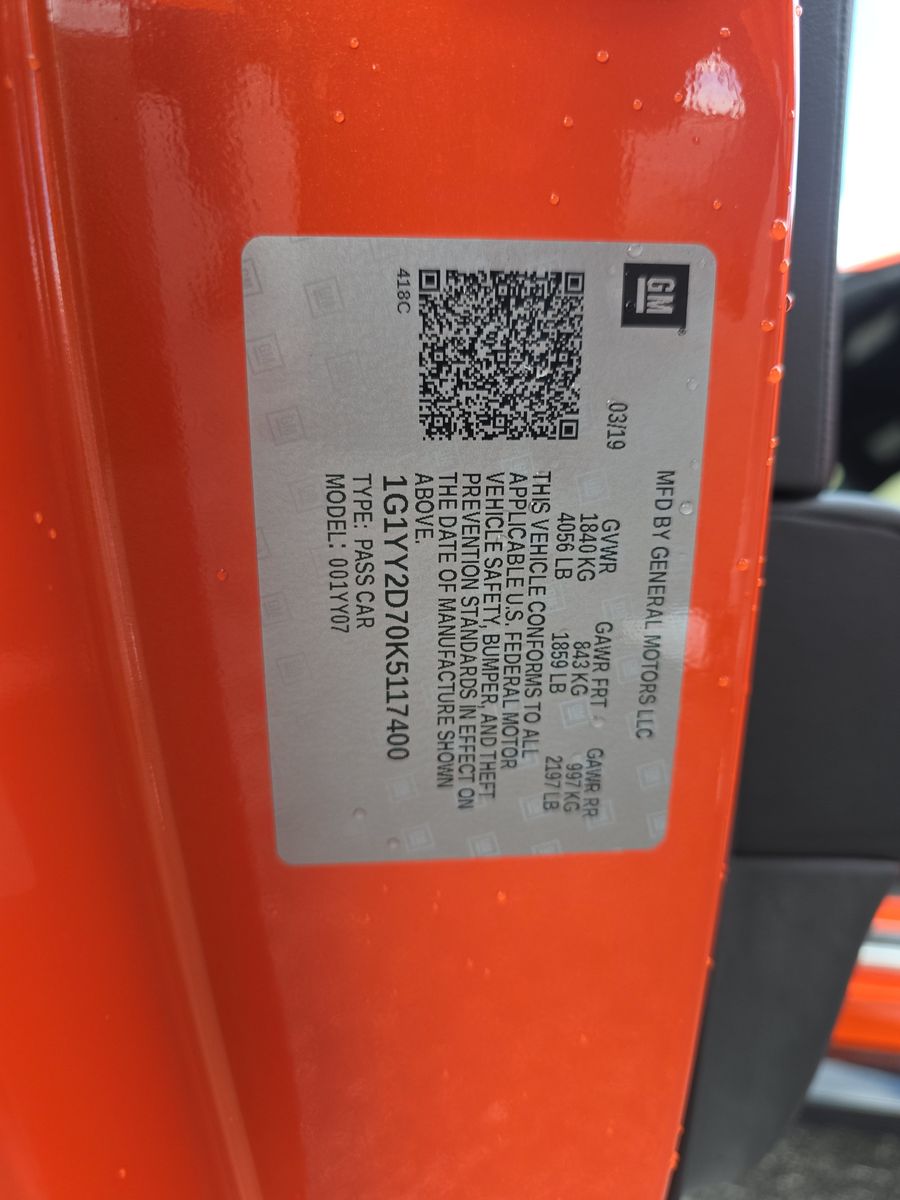 GM
MFD BY GENERAL MOTORS LLC
03/19
GVWR GAWR FRT GAWR RR
1840 KG 843 KG 997 KG
4056 LB 1859 LB 2197 LB
THIS VEHICLE CONFORMS TO ALL
APPLICABLE U.S. FEDERAL MOTOR
VEHICLE SAFETY, BUMPER, AND THEFT
PREVENTION STANDARDS IN EFFECT ON
THE DATE OF MANUFACTURE SHOWN
ABOVE.
1G1YY2D70K5117400
TYPE: PASS CAR
MODEL: 001YY07
418C